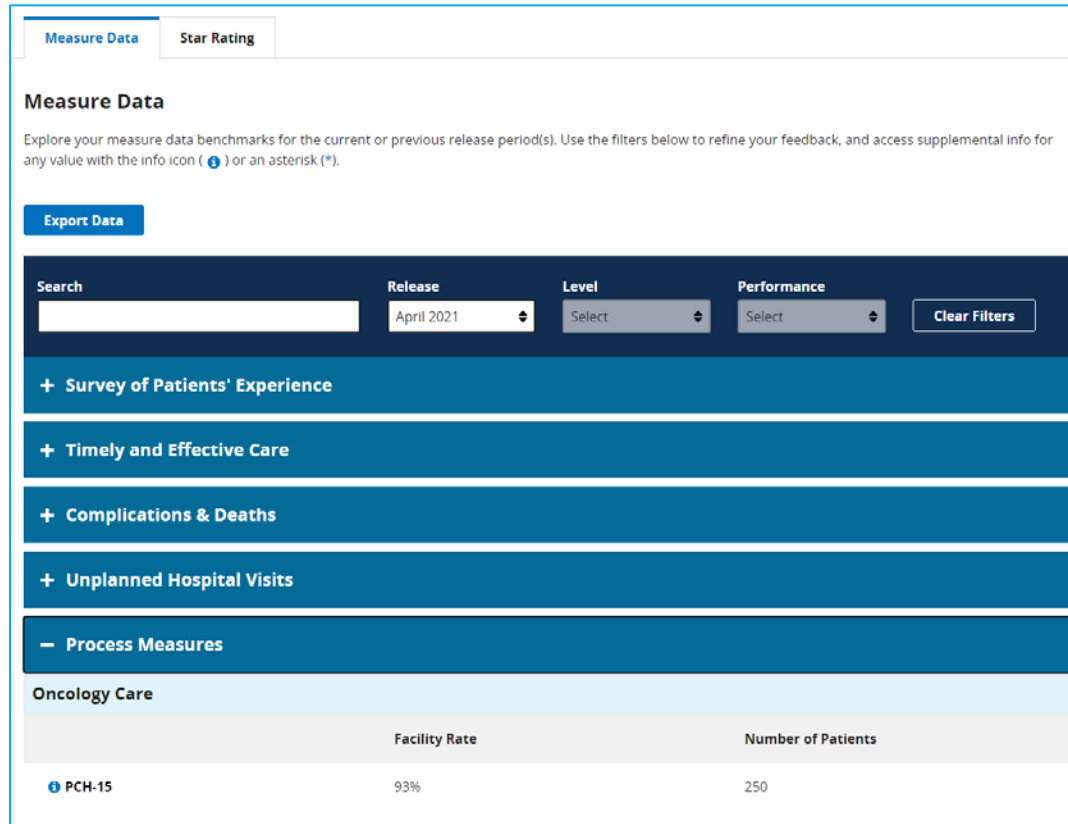 Measure Data Star Rating
Measure Data
Explore your measure data benchmarks for the current or previous release period(s). Use the filters below to refine your feedback, and access supplemental info for
any value with the info icon ( i ) or an asterisk (*).
Export Data
Search Release Level Performance
April 2021 Select Select Clear Filters
+ Survey of Patients' Experience
+ Timely and Effective Care
+ Complications & Deaths
+ Unplanned Hospital Visits
− Process Measures
Oncology Care
Facility Rate Number of Patients
i PCH-15 93% 250